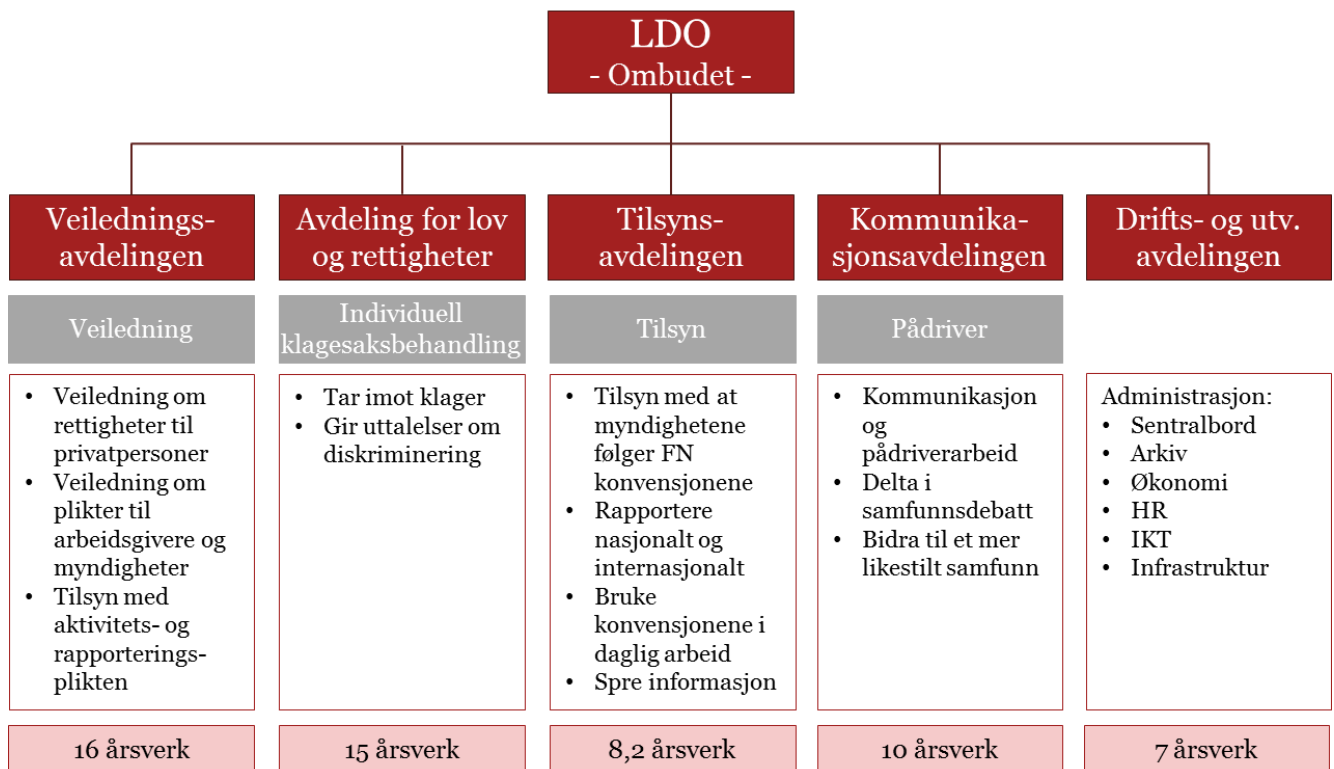 LDO
- Ombudet -
Veilednings-
avdelingen
Avdeling for lov
og rettigheter
Tilsyns-
avdelingen
Kommunika-
sjonsavdelingen
Drifts- og utv.
avdelingen
Veiledning
Individuell
klagesaksbehandling
Tilsyn
Pådriver
• Veiledning om
rettigheter til
privatpersoner
• Veiledning om
plikter til
arbeidsgivere og
myndigheter
• Tilsyn med
aktivitets- og
rapporterings-
plikten
• Tar imot klager
• Gir uttalelser om
diskriminering
• Tilsyn med at
myndighetene
følger FN
konvensjonene
• Rapportere
nasjonalt og
internasjonalt
• Bruke
konvensjonene i
daglig arbeid
• Spre informasjon
• Kommunikasjon
og
pådriverarbeid
• Delta i
samfunnsdebatt
• Bidra til et mer
likestilt samfunn
Administrasjon:
• Sentralbord
• Arkiv
• Økonomi
• HR
• IKT
• Infrastruktur
16 årsverk
15 årsverk
8,2 årsverk
10 årsverk
7 årsverk